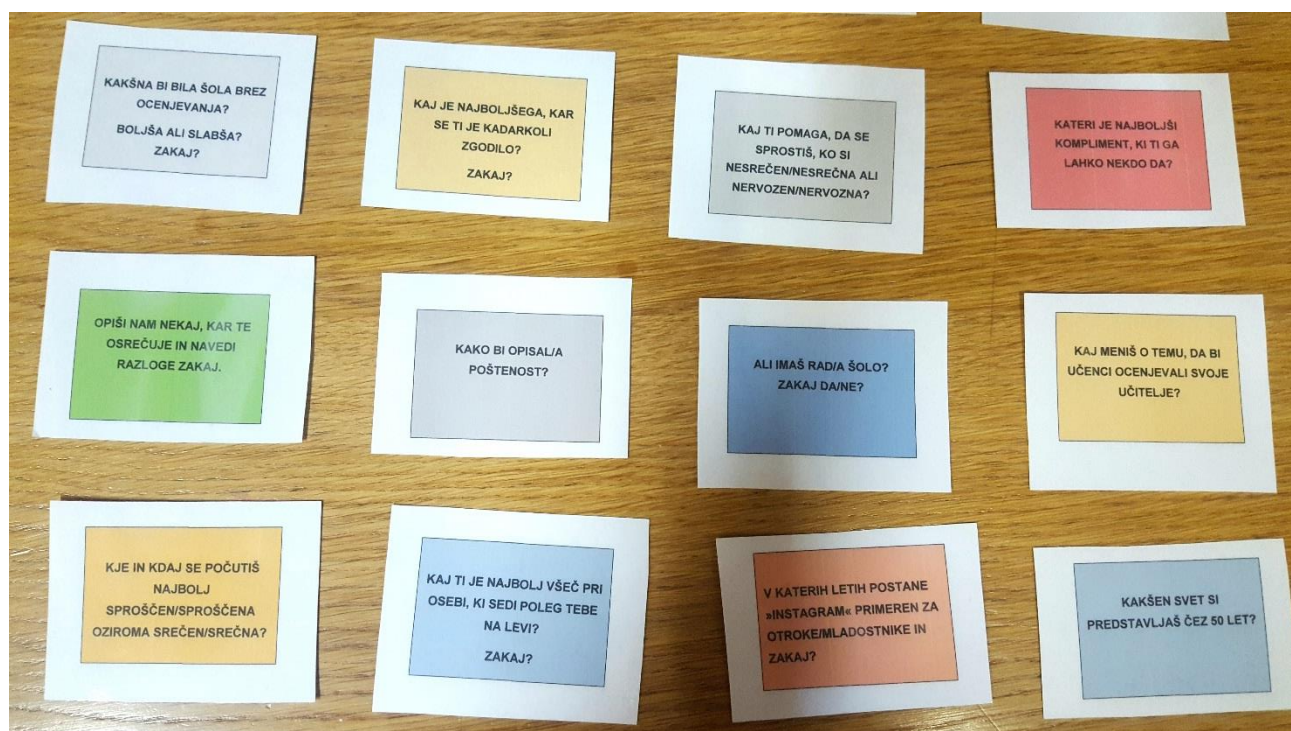 KAKŠNA BI BILA ŠOLA BREZ
OCENJEVANJA?
BOLJŠA ALI SLABŠA?
ZAKAJ?
KAJ JE NAJBOLJŠEGA, KAR
SE TI JE KADARKOLI
ZGODILO?
ZAKAJ?
KAJ TI POMAGA, DA SE
SPROSTIŠ, KO SI
NESREČEN/NESREČNA ALI
NERVOZEN/NERVOZNA?
KATERI JE NAJBOLJŠI
KOMPLIMENT, KI TI GA
LAHKO NEKDO DA?
OPIŠI NAM NEKAJ, KAR TE
OSREČUJE IN NAVEDI
RAZLOGE ZAKAJ.
KAKO BI OPISAL/A
POŠTENOST?
ALI IMAŠ RAD/A ŠOLO?
ZAKAJ DA/NE?
KAJ MENIŠ O TEMU, DA BI
UČENCI OCENJEVALI SVOJE
UČITELJE?
KJE IN KDAJ SE POČUTIŠ
NAJBOLJ
SPROŠČEN/SPROŠČENA
OZIROMA SREČEN/SREČNA?
KAJ TI JE NAJBOLJ VŠEČ PRI
OSEBI, KI SEDI POLEG TEBE
NA LEVI?
ZAKAJ?
V KATERIH LETIH POSTANE
»INSTAGRAM« PRIMEREN ZA
OTROKE/MLADOSTNIKE IN
ZAKAJ?
KAKŠEN SVET SI
PREDSTAVLJAŠ ČEZ 50 LET?